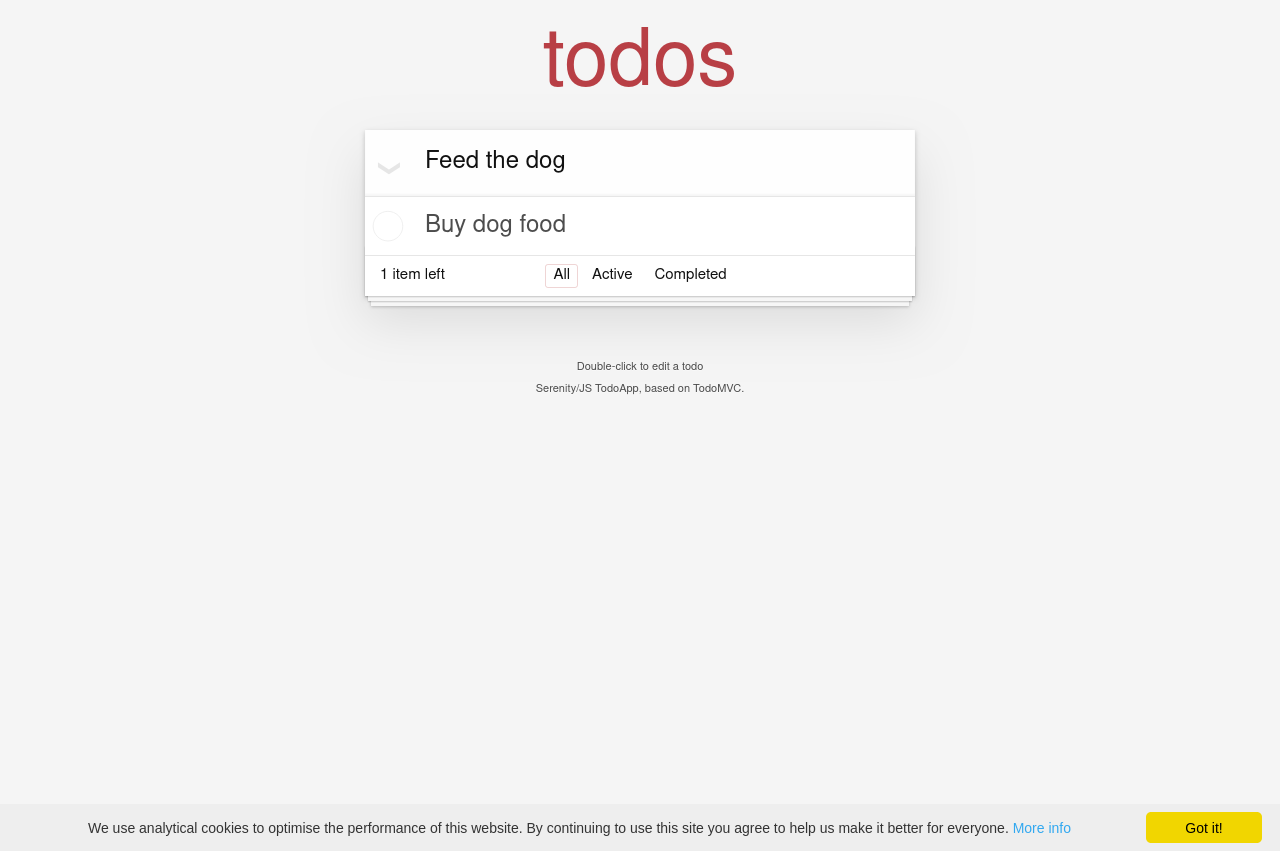 todos
Feed the dog
Buy dog food
1 item left All Active Completed
Double-click to edit a todo
Serenity/JS TodoApp, based on TodoMVC.
We use analytical cookies to optimise the performance of this website. By continuing to use this site you agree to help us make it better for everyone. More info Got it!